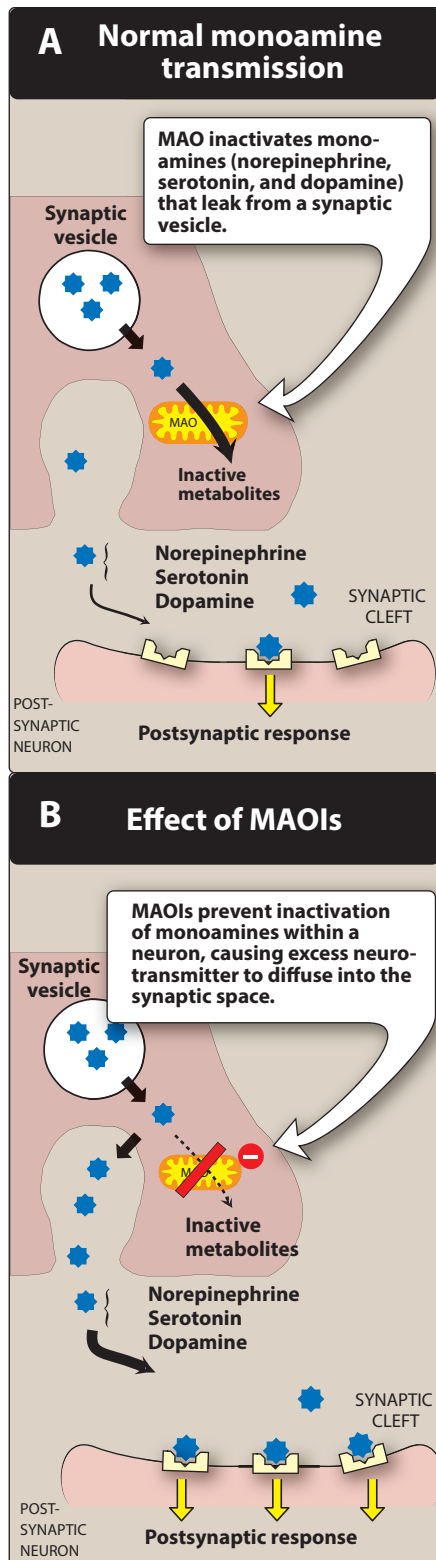 A Normal monoamine
transmission
MAO inactivates mono-
amines (norepinephrine,
serotonin, and dopamine)
that leak from a synaptic
vesicle.
Synaptic
vesicle
MAO
Inactive
metabolites
Norepinephrine
Serotonin
Dopamine
SYNAPTIC
CLEFT
POST-
SYNAPTIC
NEURON
Postsynaptic response
B Effect of MAOIs
MAOIs prevent inactivation
of monoamines within a
neuron, causing excess neuro-
transmitter to diffuse into the
synaptic space.
Synaptic
vesicle
Inactive
metabolites
Norepinephrine
Serotonin
Dopamine
SYNAPTIC
CLEFT
POST-
SYNAPTIC
NEURON
Postsynaptic response